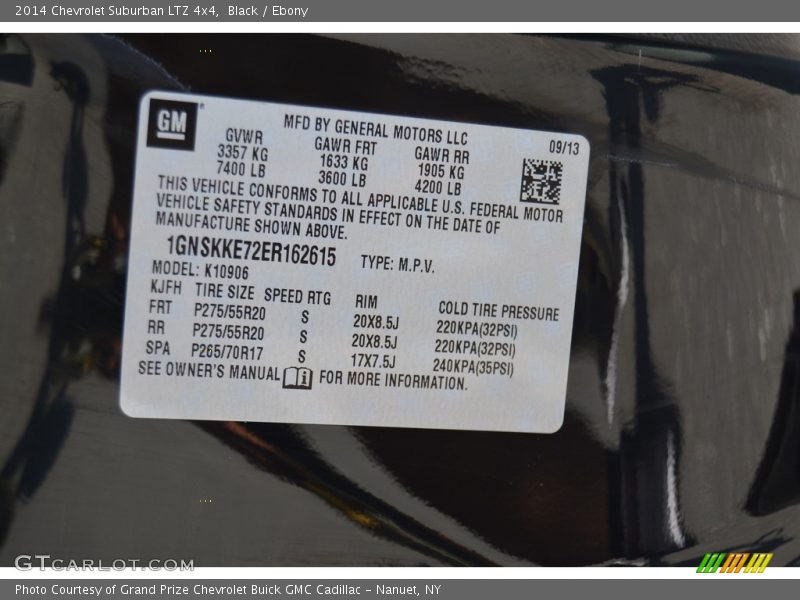 2014 Chevrolet Suburban LTZ 4x4, Black / Ebony
GM
MFD BY GENERAL MOTORS LLC
09/13
GVWR GAWR FRT GAWR RR
3357 KG 1633 KG 1905 KG
7400 LB 3600 LB 4200 LB
THIS VEHICLE CONFORMS TO ALL APPLICABLE U.S. FEDERAL MOTOR
VEHICLE SAFETY STANDARDS IN EFFECT ON THE DATE OF
MANUFACTURE SHOWN ABOVE.
1GNSKKE72ER162615 TYPE: M.P.V.
MODEL: K10906
KJFH TIRE SIZE SPEED RTG RIM COLD TIRE PRESSURE
FRT P275/55R20 S 20X8.5J 220KPA(32PSI)
RR P275/55R20 S 20X8.5J 220KPA(32PSI)
SPA P265/70R17 S 17X7.5J 240KPA(35PSI)
SEE OWNER'S MANUAL i FOR MORE INFORMATION.
GTCARLOT.COM
Photo Courtesy of Grand Prize Chevrolet Buick GMC Cadillac - Nanuet, NY